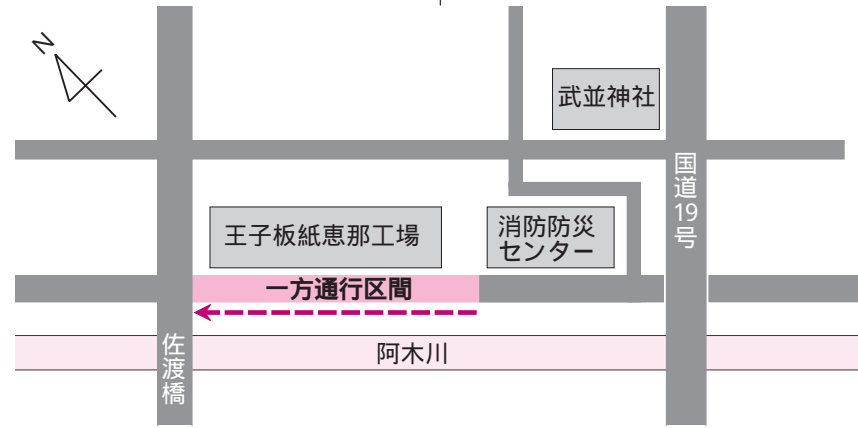 N
武並神社
国道19号
王子板紙恵那工場
消防防災
センター
一方通行区間
佐渡橋
阿木川